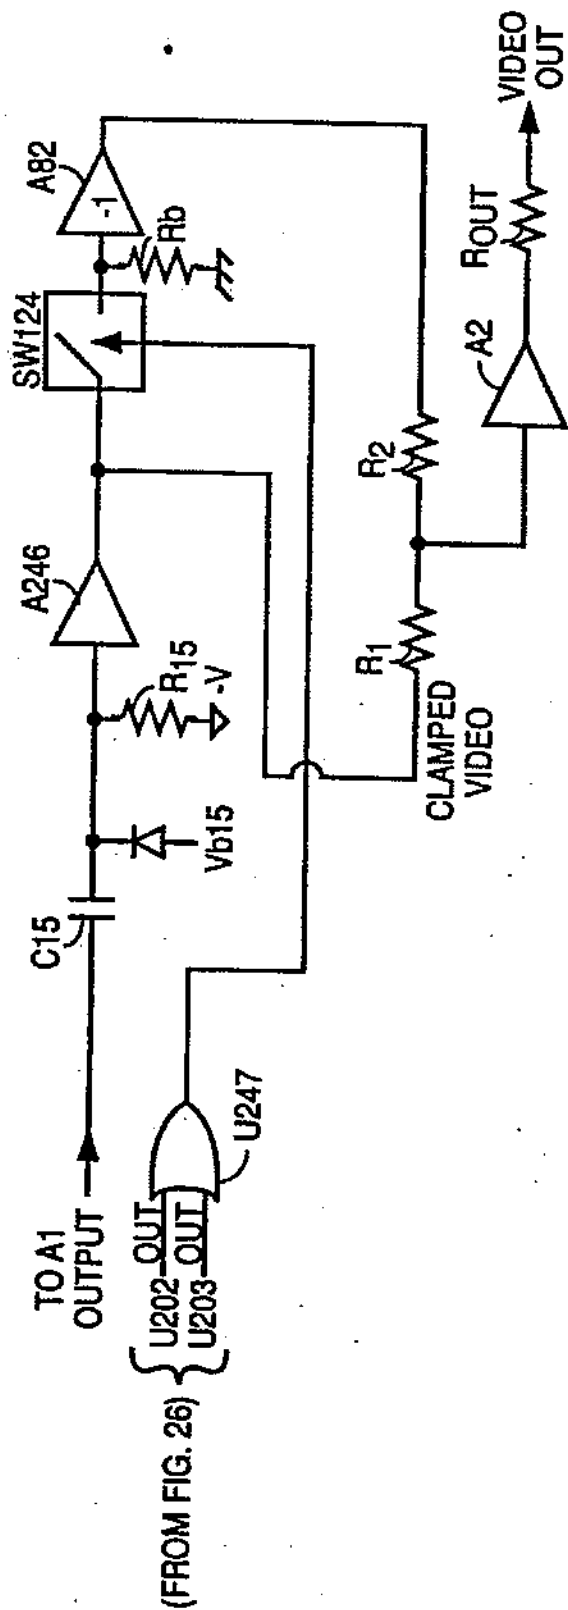 TO A1
OUTPUT
C15
Vb15
R15
-V
A246
SW124
Rb
-1
A82
(FROM FIG. 26)
U202 OUT
U203 OUT
U247
CLAMPED
VIDEO
R1
R2
A2
ROUT
VIDEO
OUT